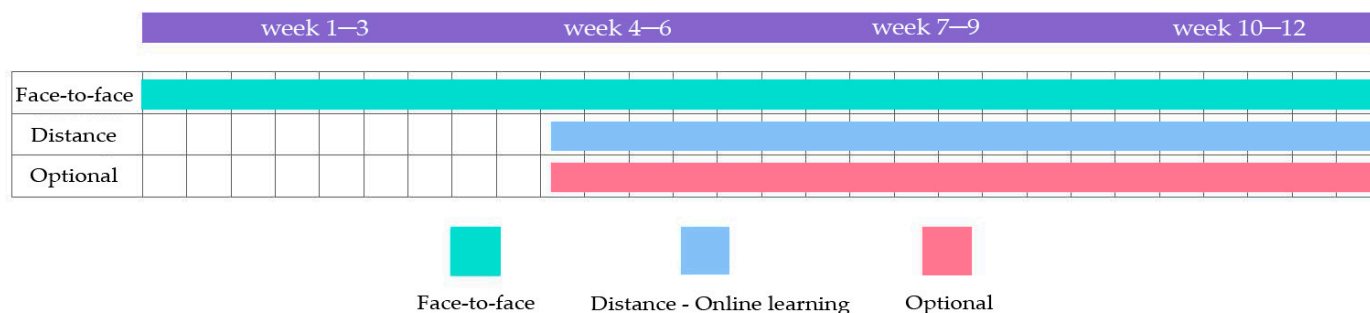 week 1—3 week 4—6 week 7—9 week 10—12
Face-to-face
Distance
Optional
Face-to-face Distance - Online learning Optional